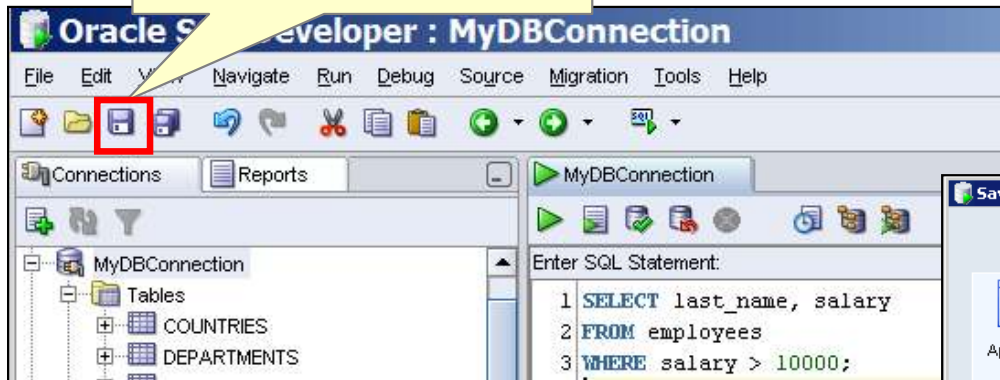 Oracle S eveloper : MyDBConnection
File Edit Navigate Run Debug Source Migration Tools Help
Connections Reports MyDBConnection
MyDBConnection
Enter SQL Statement:
Tables
COUNTRIES
DEPARTMENTS
1 SELECT last_name, salary
2 FROM employees
3 WHERE salary > 10000;
Sav